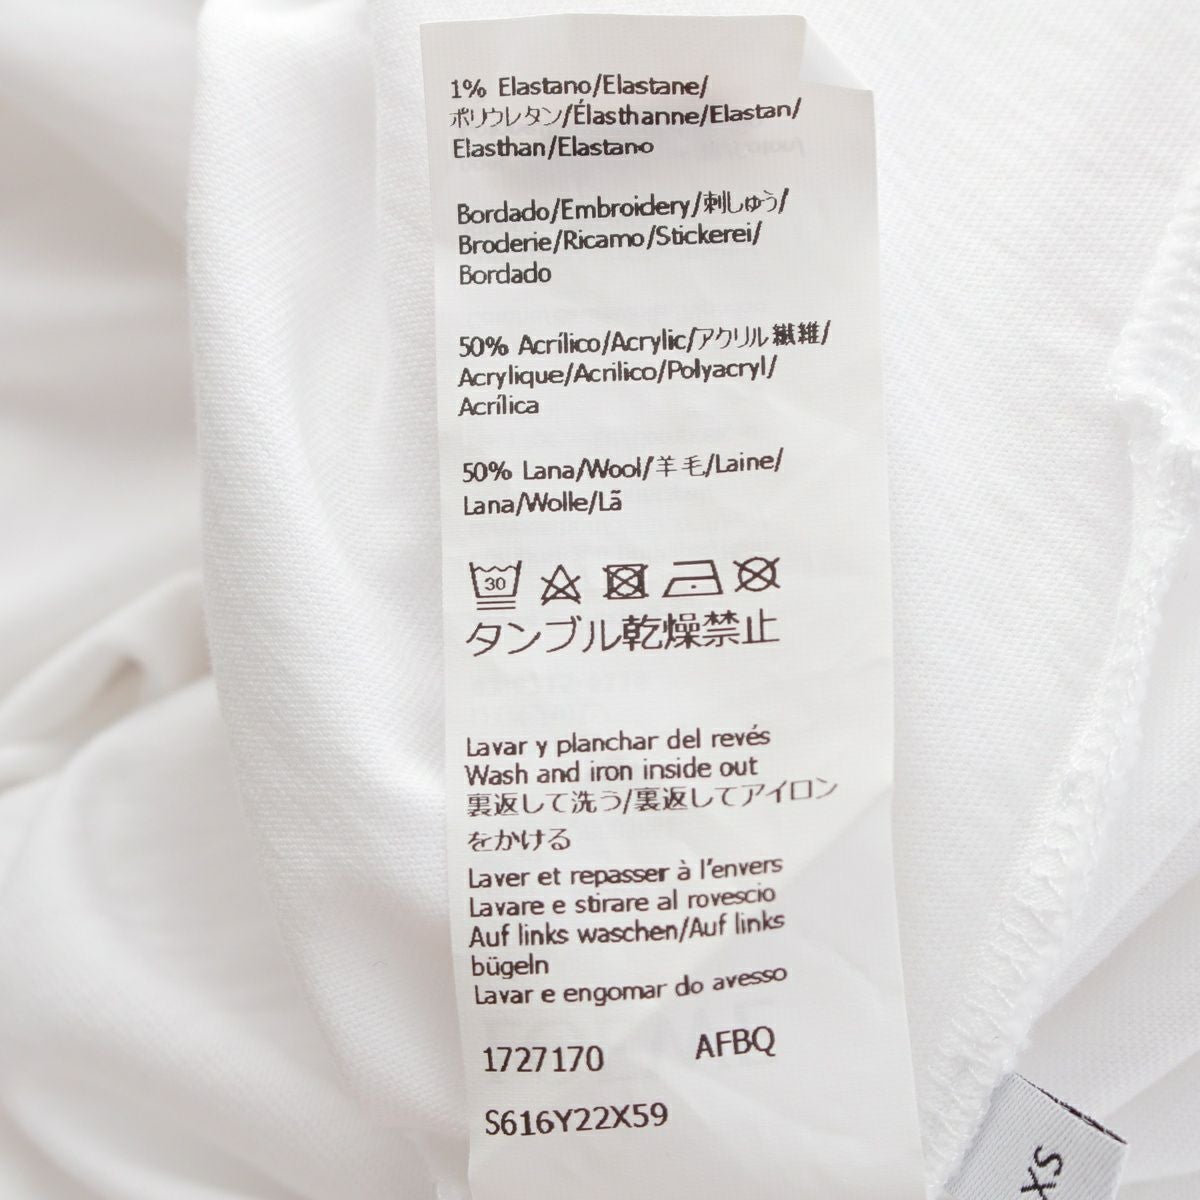 1% Elastano/Elastane/
ポリウレタン/Élasthanne/Elastan/
Elasthan/Elastano
Bordado/Embroidery/刺しゅう/
Broderie/Ricamo/Stickerei/
Bordado
50% Acrílico/Acrylic/アクリル繊維/
Acrylique/Acrilico/Polyacryl/
Acrílica
50% Lana/Wool/羊毛/Laine/
Lana/Wolle/Lã
30
タンブル乾燥禁止
Lavar y planchar del revés
Wash and iron inside out
裏返して洗う/裏返してアイロン
をかける
Laver et repasser à l'envers
Lavare e stirare al rovescio
Auf links waschen/Auf links
bügeln
Lavar e engomar do avesso
1727170 AFBQ
S616Y22X59
XS